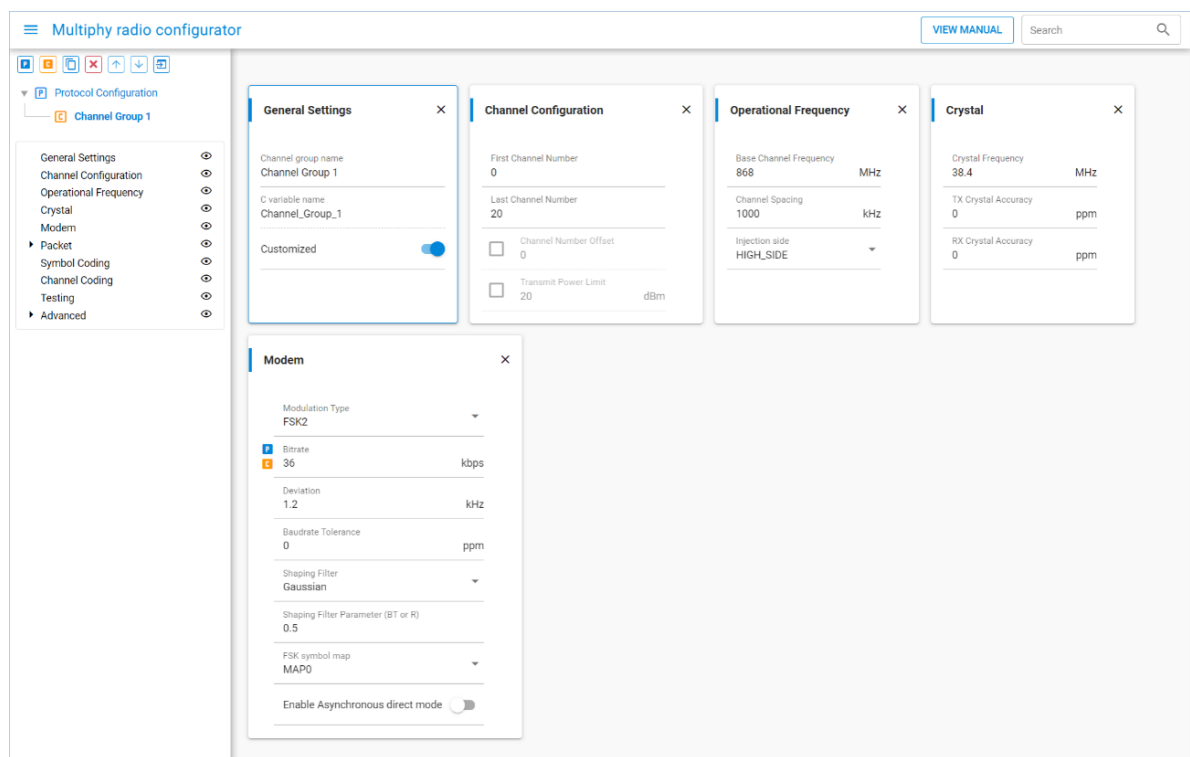 Multiphy radio configurator
VIEW MANUAL
Search
P C
P Protocol Configuration
C Channel Group 1
General Settings
Channel Configuration
Operational Frequency
Crystal
Modem
Packet
Symbol Coding
Channel Coding
Testing
Advanced
General Settings
Channel group name
Channel Group 1
C variable name
Channel_Group_1
Customized
Channel Configuration
First Channel Number
0
Last Channel Number
20
Channel Number Offset
0
Transmit Power Limit
20 dBm
Operational Frequency
Base Channel Frequency
868 MHz
Channel Spacing
1000 kHz
Injection side
HIGH_SIDE
Crystal
Crystal Frequency
38.4 MHz
TX Crystal Accuracy
0 ppm
RX Crystal Accuracy
0 ppm
Modem
Modulation Type
FSK2
P Bitrate
C 36 kbps
Deviation
1.2 kHz
Baudrate Tolerance
0 ppm
Shaping Filter
Gaussian
Shaping Filter Parameter (BT or R)
0.5
FSK symbol map
MAP0
Enable Asynchronous direct mode